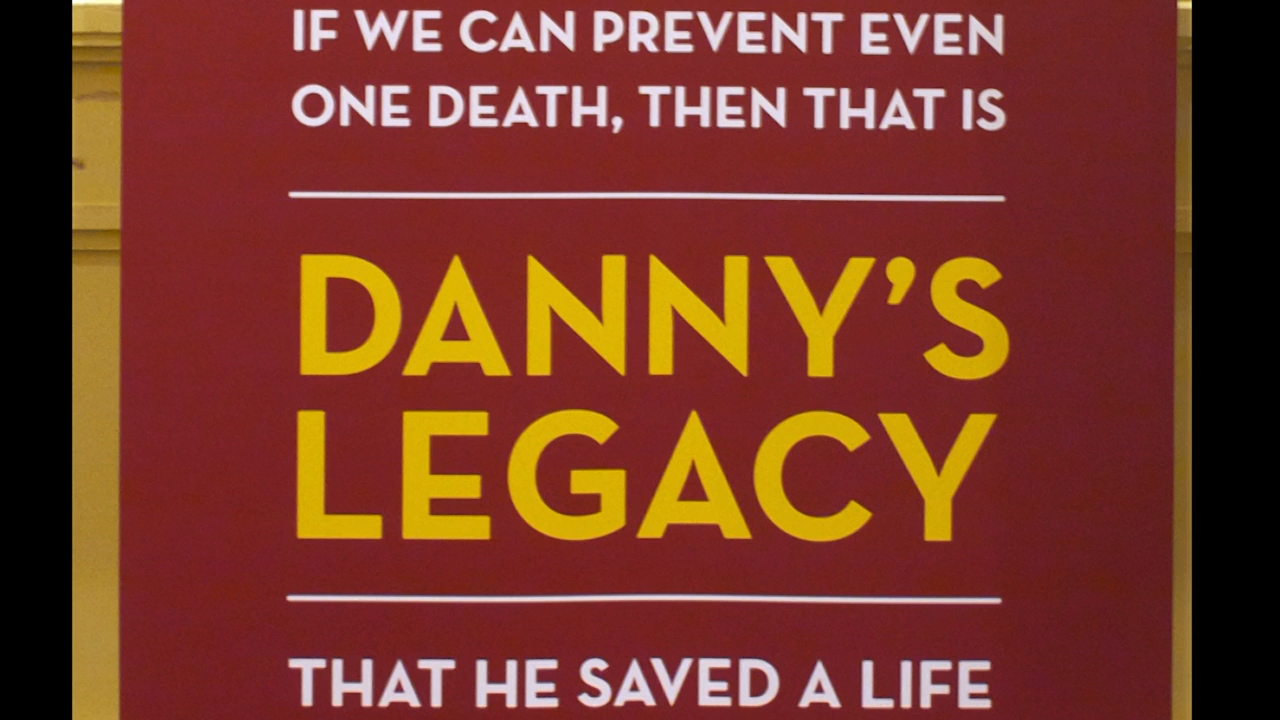 IF WE CAN PREVENT EVEN
ONE DEATH, THEN THAT IS
DANNY’S
LEGACY
THAT HE SAVED A LIFE